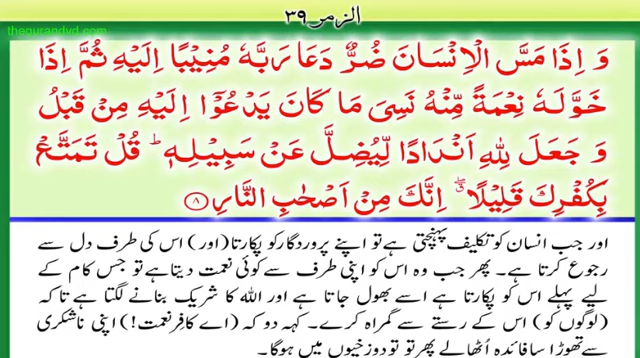 الزمر ٣٩
thequrandvd.com
وَ اِذَا مَسَّ الْاِنْسَانَ ضُرٌّ دَعَا رَبَّهٗ مُنِيْبًا اِلَيْهِ ثُمَّ اِذَا
خَوَّلَهٗ نِعْمَةً مِّنْهُ نَسِيَ مَا كَانَ يَدْعُوْۤا اِلَيْهِ مِنْ قَبْلُ
وَ جَعَلَ لِلّٰهِ اَنْدَادًا لِّيُضِلَّ عَنْ سَبِيْلِهٖ ؕ قُلْ تَمَتَّعْ
بِكُفْرِكَ قَلِيْلًا ۖۗ اِنَّكَ مِنْ اَصْحٰبِ النَّارِ ﴿۸﴾
اور جب انسان کو تکلیف پہنچتی ہے تو اپنے پروردگار کو پکارتا (اور) اس کی طرف دل سے
رجوع کرتا ہے۔ پھر جب وہ اس کو اپنی طرف سے کوئی نعمت دیتا ہے تو جس کام کے
لیے پہلے اس کو پکارتا ہے اسے بھول جاتا ہے اور اللہ کا شریک بنانے لگتا ہے تاکہ
(لوگوں کو) اس کے رستے سے گمراہ کرے۔ کہہ دو کہ (اے کافر نعمت!) اپنی ناشکری
سے تھوڑا سا فائدہ اٹھالے پھر تو تو دوزخیوں میں ہوگا۔